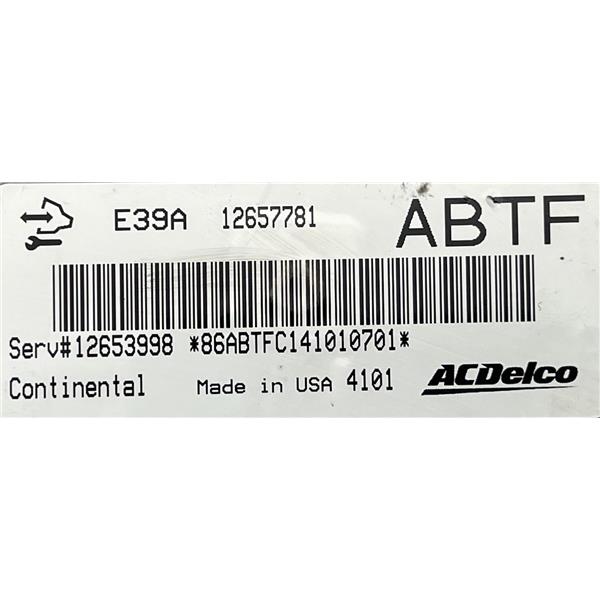 E39A 12657781 ABTF
Serv#12653998 *86ABTFC141010701*
Continental Made in USA 4101 ACDelco